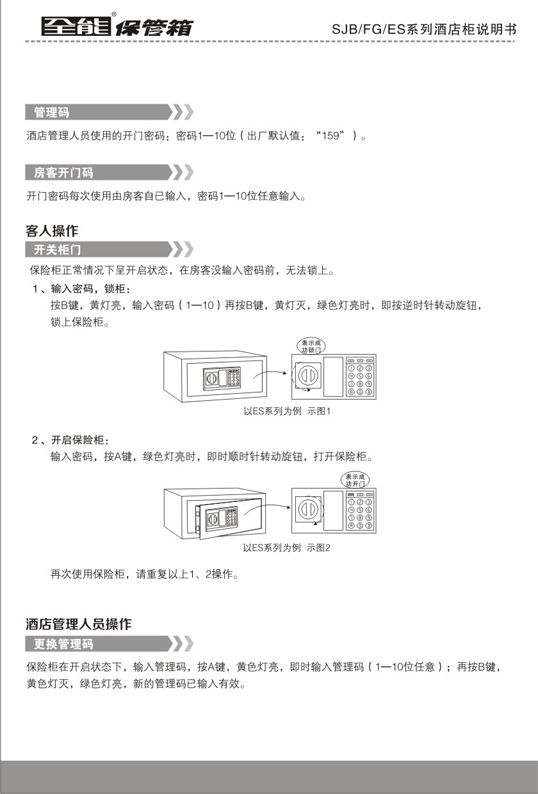 全能®保管箱
SJB/FG/ES系列酒店柜说明书
管理码
酒店管理人员使用的开门密码；密码1—10位（出厂默认值：“159”）。
房客开门码
开门密码每次使用由房客自已输入，密码1—10位任意输入。
客人操作
开关柜门
保险柜正常情况下呈开启状态，在房客没输入密码前，无法锁上。
1、输入密码，锁柜：
按B键，黄灯亮，输入密码（1—10）再按B键，黄灯灭，绿色灯亮时，即按逆时针转动旋钮，
锁上保险柜。
表示成
功锁门
以ES系列为例 示图1
2、开启保险柜：
输入密码，按A键，绿色灯亮时，即时顺时针转动旋钮，打开保险柜。
表示成
功开门
以ES系列为例 示图2
再次使用保险柜，请重复以上1、2操作。
酒店管理人员操作
更换管理码
保险柜在开启状态下，输入管理码，按A键，黄色灯亮，即时输入管理码（1—10位任意）；再按B键，
黄色灯灭，绿色灯亮，新的管理码已输入有效。